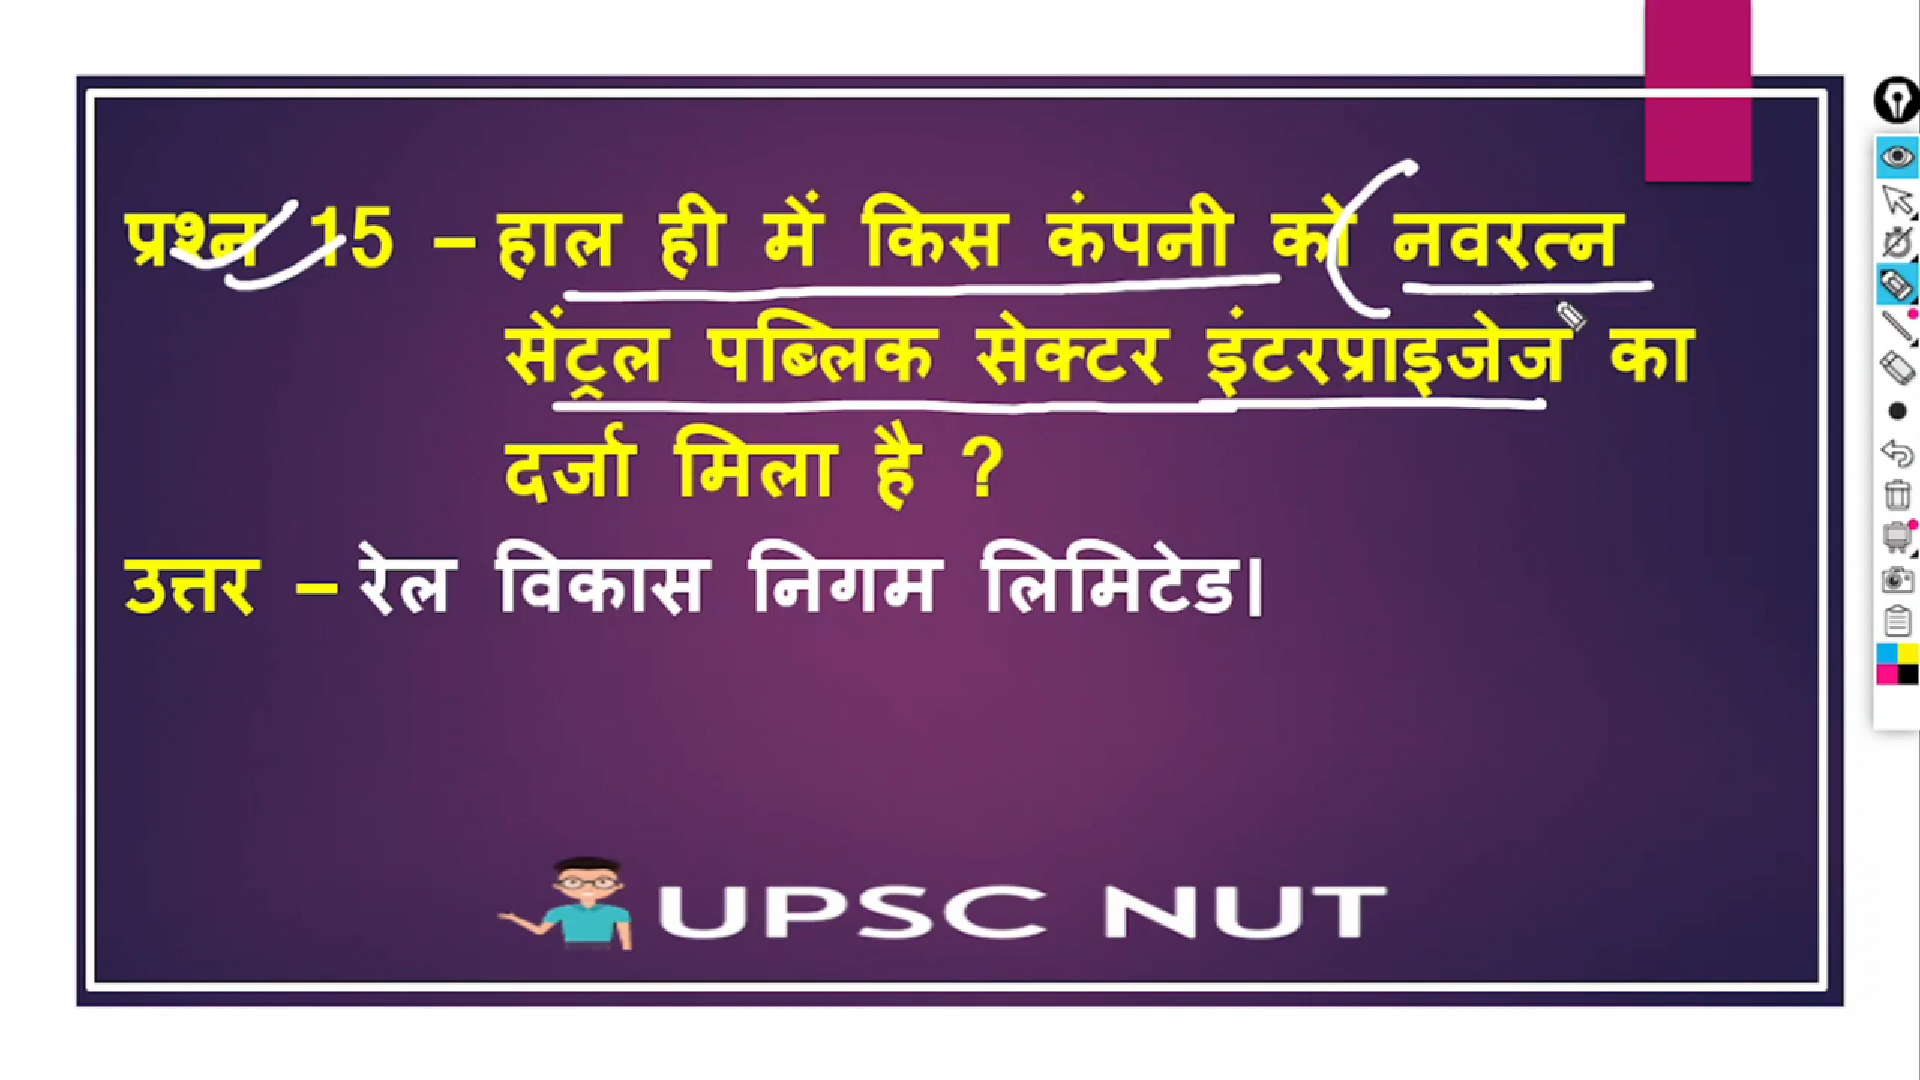 प्रश्न 15 – हाल ही में किस कंपनी को नवरत्न
सेंट्रल पब्लिक सेक्टर इंटरप्राइजेज का
दर्जा मिला है ?
उत्तर – रेल विकास निगम लिमिटेड।
UPSC NUT